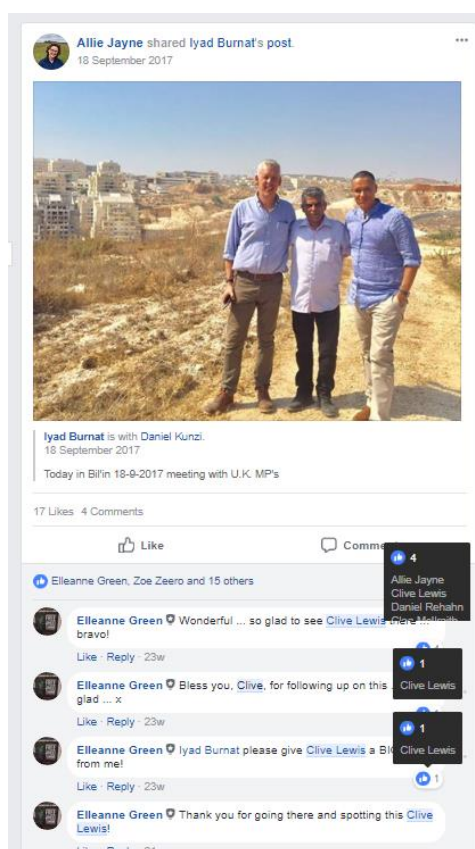 Allie Jayne shared Iyad Burnat's post.
18 September 2017
Iyad Burnat is with Daniel Kunzi.
18 September 2017
Today in Bil'in 18-9-2017 meeting with U.K. MP's
17 Likes 4 Comments
Like
Comme
4
Allie Jayne
Clive Lewis
Daniel Rehahn
Elleanne Green, Zoe Zeero and 15 others
Elleanne Green Wonderful ... so glad to see Clive Lewis
bravo!
Like · Reply · 23w
1
Clive Lewis
Elleanne Green Bless you, Clive, for following up on this
glad ... x
Like · Reply · 23w
1
Clive Lewis
Elleanne Green Iyad Burnat please give Clive Lewis a
from me!
1
Like · Reply · 23w
Elleanne Green Thank you for going there and spotting this Clive
Lewis!